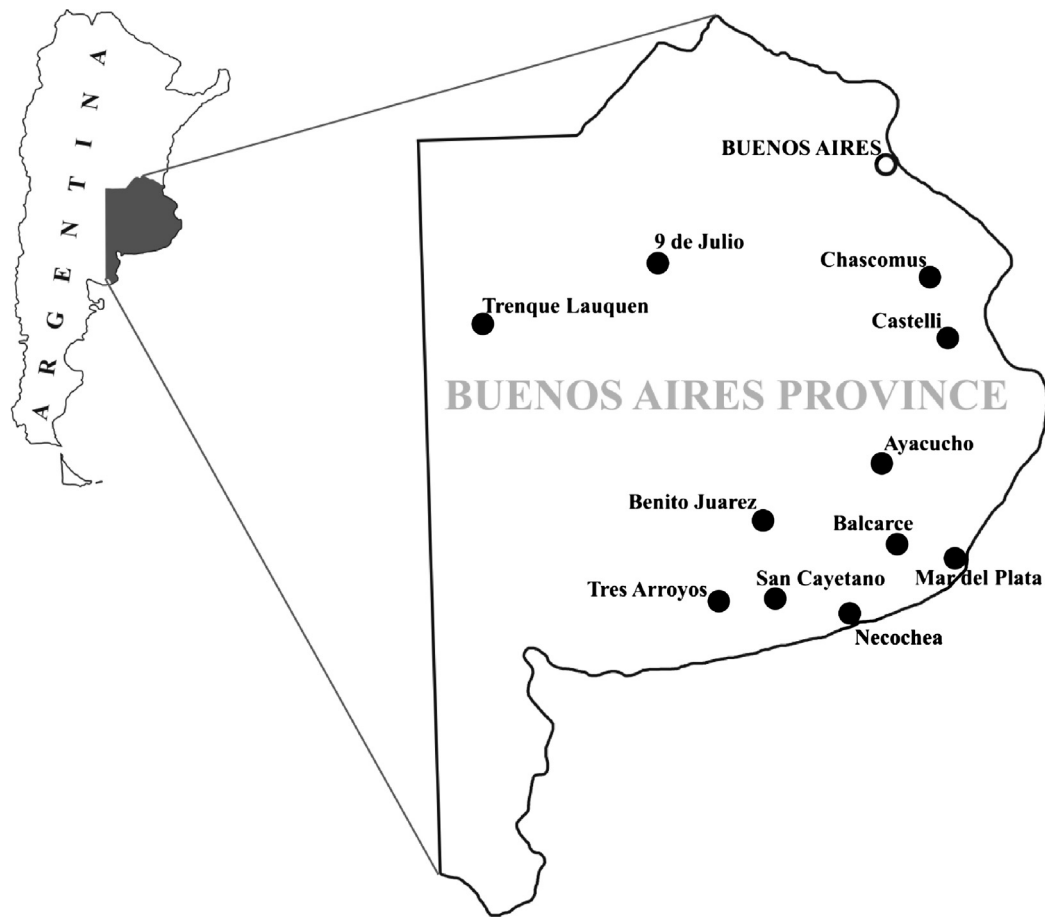 ARGENTINA
BUENOS AIRES
9 de Julio
Chascomus
Trenque Lauquen
Castelli
BUENOS AIRES PROVINCE
Ayacucho
Benito Juarez
Balcarce
Mar del Plata
San Cayetano
Tres Arroyos
Necochea